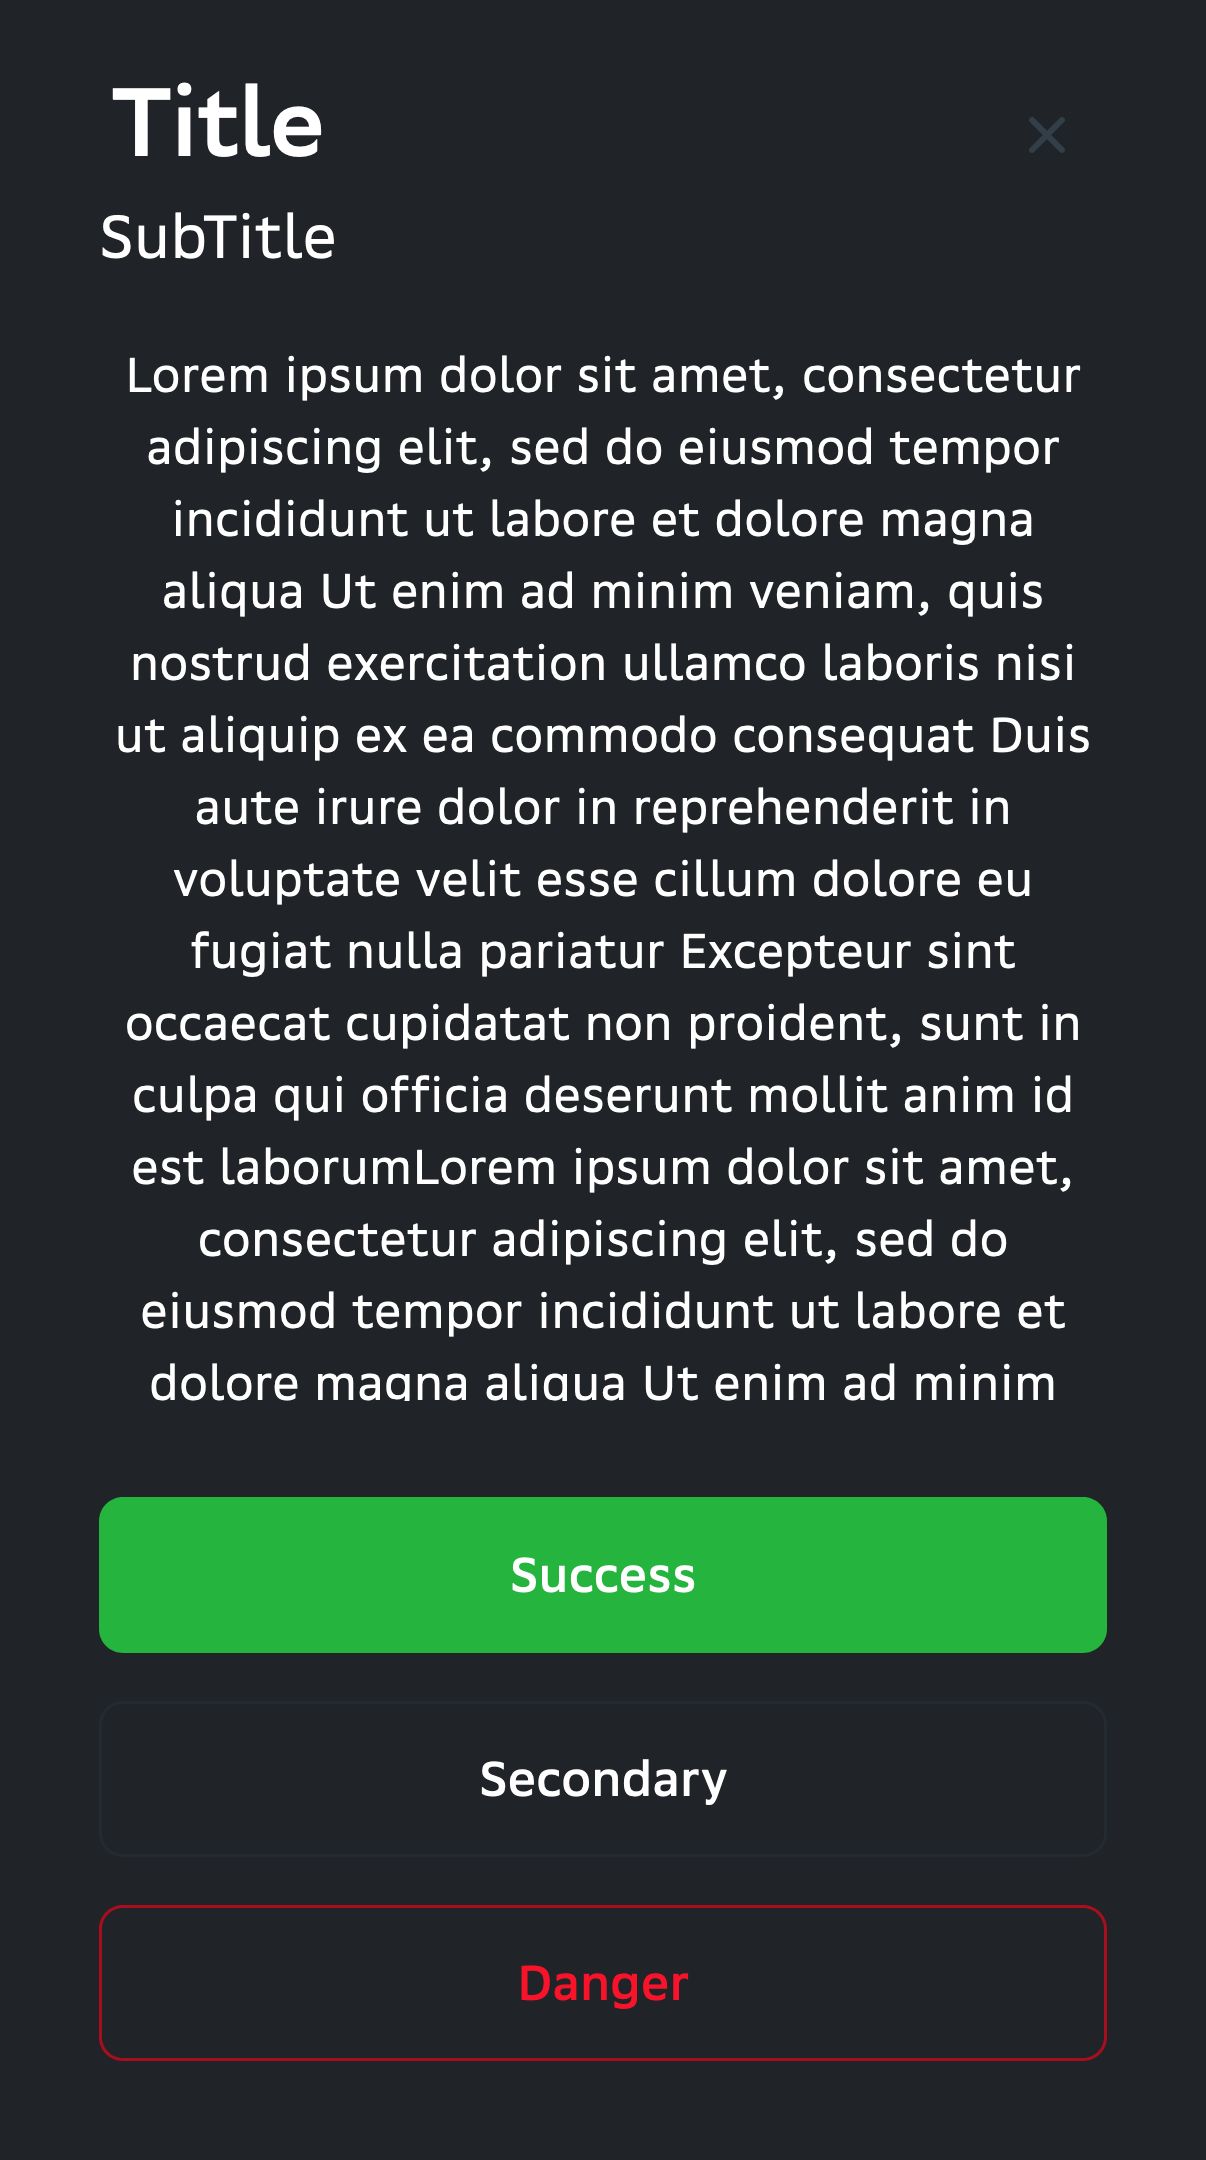 Title
SubTitle
Lorem ipsum dolor sit amet, consectetur
adipiscing elit, sed do eiusmod tempor
incididunt ut labore et dolore magna
aliqua Ut enim ad minim veniam, quis
nostrud exercitation ullamco laboris nisi
ut aliquip ex ea commodo consequat Duis
aute irure dolor in reprehenderit in
voluptate velit esse cillum dolore eu
fugiat nulla pariatur Excepteur sint
occaecat cupidatat non proident, sunt in
culpa qui officia deserunt mollit anim id
est laborumLorem ipsum dolor sit amet,
consectetur adipiscing elit, sed do
eiusmod tempor incididunt ut labore et
dolore magna aliqua Ut enim ad minim
Success
Secondary
Danger